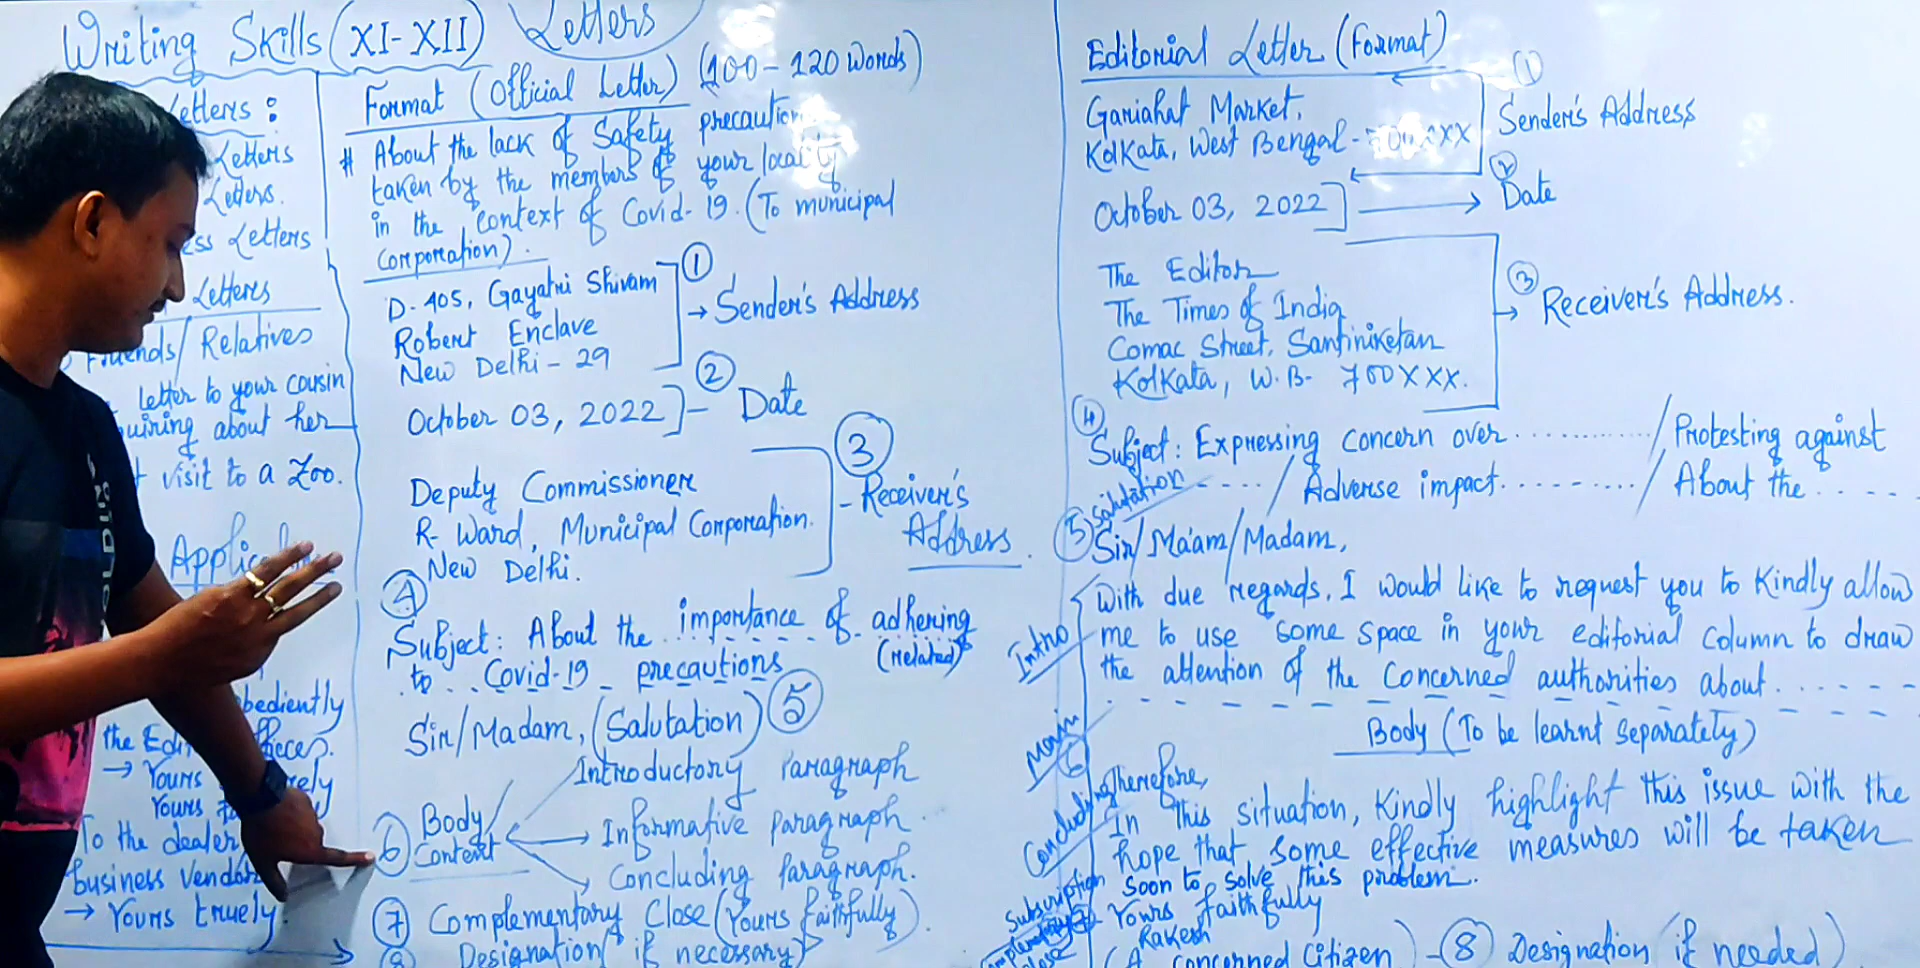 Writing Skills (XI-XII) Letters
etters :
Letters
Letters.
ess Letters
Letters
Friends/ Relatives
letter to your cousin
quiring about her
visit to a Zoo.
bediently
the Edi fices.
→ Yours rely
Yours
To the dealer
business vendor
→ Yours truely.
Format (Official Letter) (100-120 Words)
# About the lack of Safety precaution
taken by the members of your locality
in the context of Covid-19. (To municipal
Corporation).
D-405, Gayatri Shivam
Robert Enclave
New Delhi - 29
① → Sender's Address
October 03, 2022 ② - Date
Deputy Commissioner
R- Ward, Municipal Corporation.
New Delhi.
③ - Receiver's
Address.
④
Subject: About the importance of adhering
to Covid-19 precautions (related)
Sir/Madam, (Salutation) ⑤
⑥ Body/
Content
Introductory Paragraph
→ Informative Paragraph.
Concluding Paragraph.
⑦ Complementary Close (Yours faithfully).
⑧ Designation (if necessary)
Editorial Letter (Format)
Gariahat Market,
Kolkata, West Bengal - 700XXX
① Sender's Address
October 03, 2022 → ② Date
The Editor
The Times of India
Comac Street, Santiniketan
Kolkata, W.B- 700XXX.
③ → Receiver's Address.
④
Subject: Expressing concern over ............/ Protesting against
..../ Adverse impact........../ About the .....
Salutation
⑤ Sir/ Ma'am/Madam,
Intro
With due regards, I would like to request you to kindly allow
me to use some space in your editorial column to draw
the attention of the concerned authorities about.......
Body (To be learnt separately)
Main
⑥
Concluding
Therefore,
In this situation, Kindly highlight this issue with the
hope that some effective measures will be taken
soon to solve this problem.
Subscription
Yours faithfully
Rakesh
(A concerned Citizen) - ⑧ Designation (if needed)